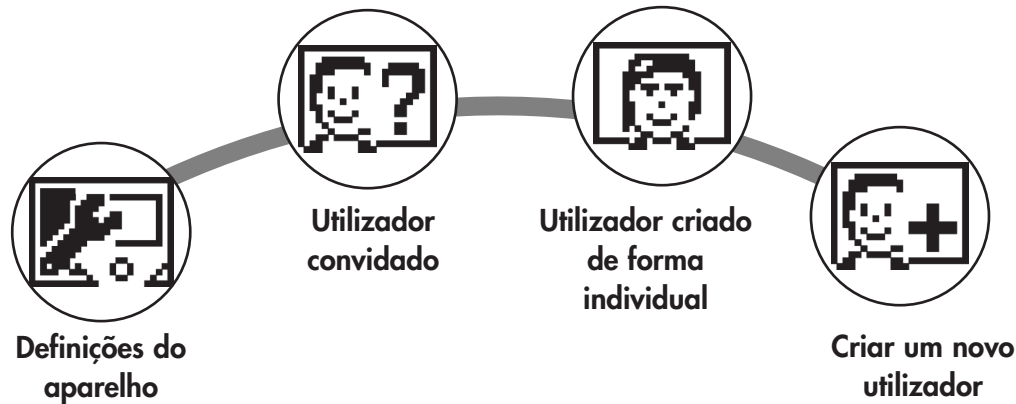 Utilizador
convidado
Utilizador criado
de forma
individual
Definições do
aparelho
Criar um novo
utilizador